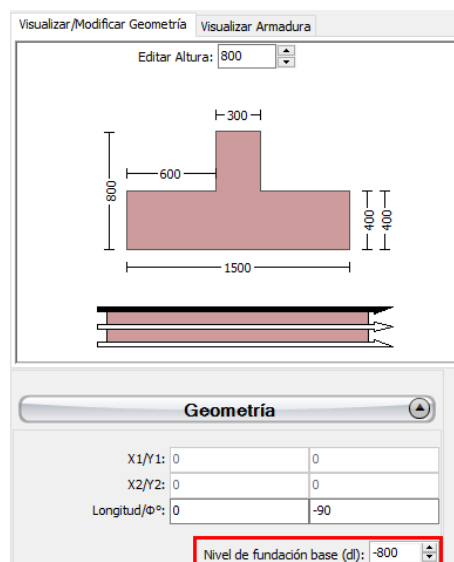 Visualizar/Modificar Geometría Visualizar Armadura
Editar Altura: 800
300
600
800
400
400
1500
Geometría
X1/Y1: 0 0
X2/Y2: 0 0
Longitud/Φº: 0 -90
Nivel de fundación base (dl): -800